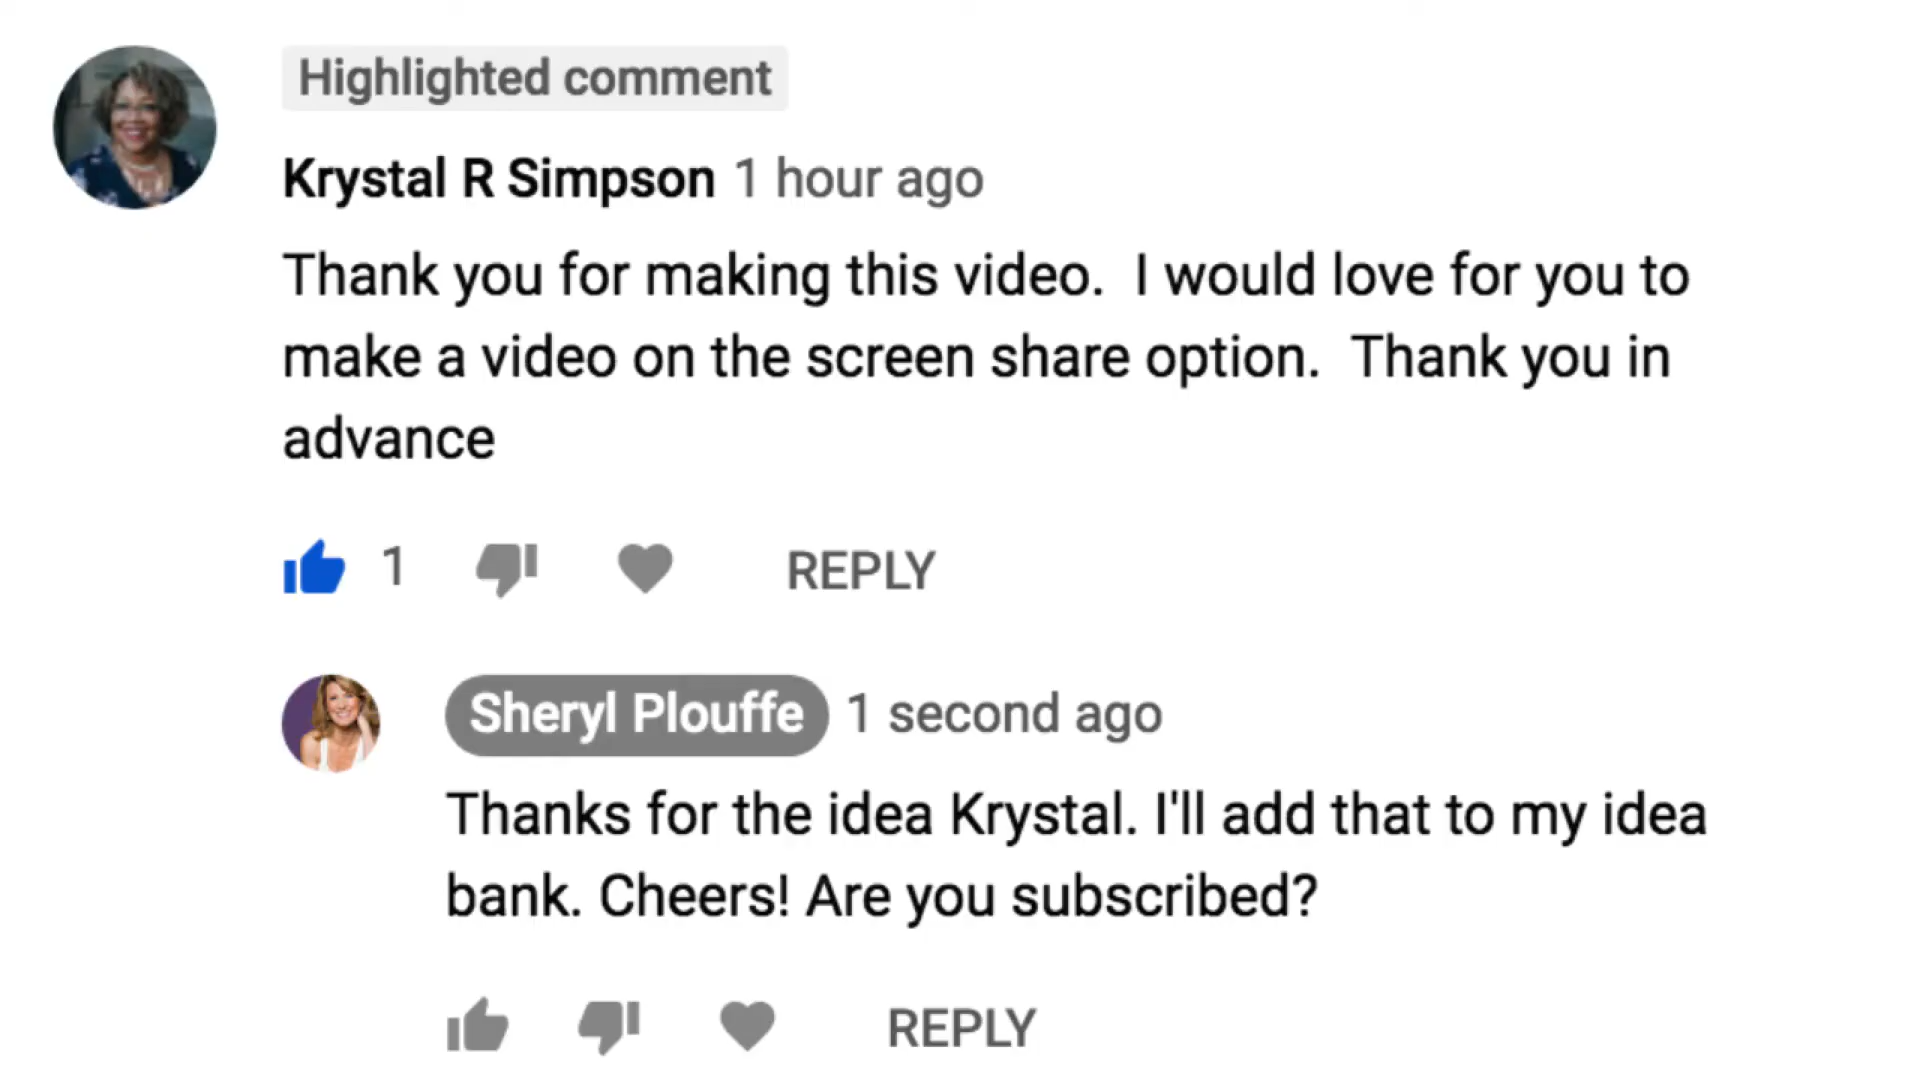 Highlighted comment
Krystal R Simpson 1 hour ago
Thank you for making this video.  I would love for you to
make a video on the screen share option.  Thank you in
advance
1 REPLY
Sheryl Plouffe 1 second ago
Thanks for the idea Krystal. I'll add that to my idea
bank. Cheers! Are you subscribed?
REPLY